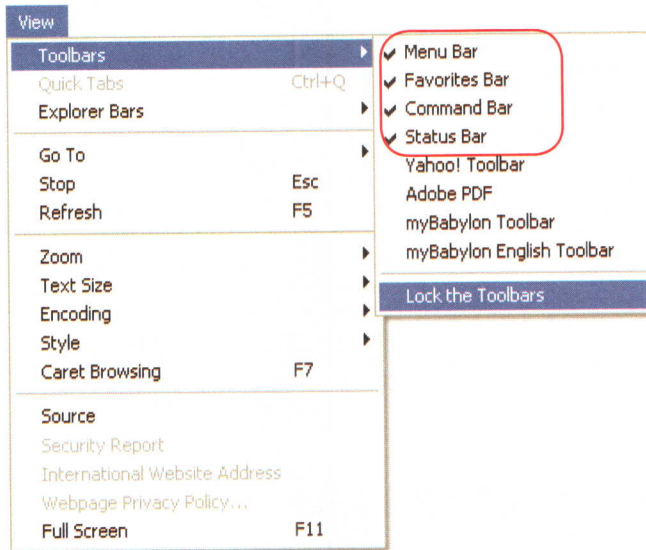 View
Toolbars
Quick Tabs Ctrl+Q
Explorer Bars
Go To
Stop Esc
Refresh F5
Zoom
Text Size
Encoding
Style
Caret Browsing F7
Source
Security Report
International Website Address
Webpage Privacy Policy...
Full Screen F11
Menu Bar
Favorites Bar
Command Bar
Status Bar
Yahoo! Toolbar
Adobe PDF
myBabylon Toolbar
myBabylon English Toolbar
Lock the Toolbars